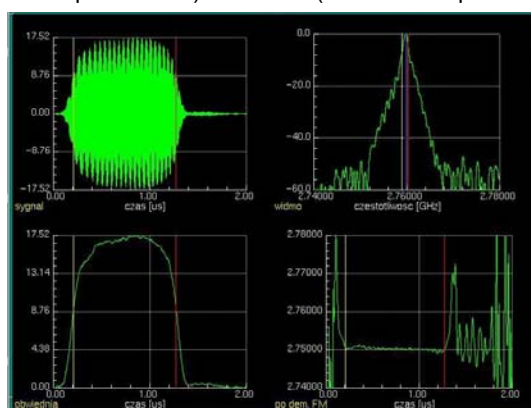 17.52
8.76
0.00
-8.76
-17.52
0.00 1.00 2.00
sygnal czas [us]
0.0
-20.0
-40.0
-60.0
2.74000 2.76000 2.78000
widmo czestotliwosc [GHz]
17.52
13.14
8.76
4.38
0.00
0.00 1.00 2.00
obwiednia czas [us]
2.78000
2.77000
2.76000
2.75000
2.74000
0.00 1.00 2.00
po dem. FM czas [us]